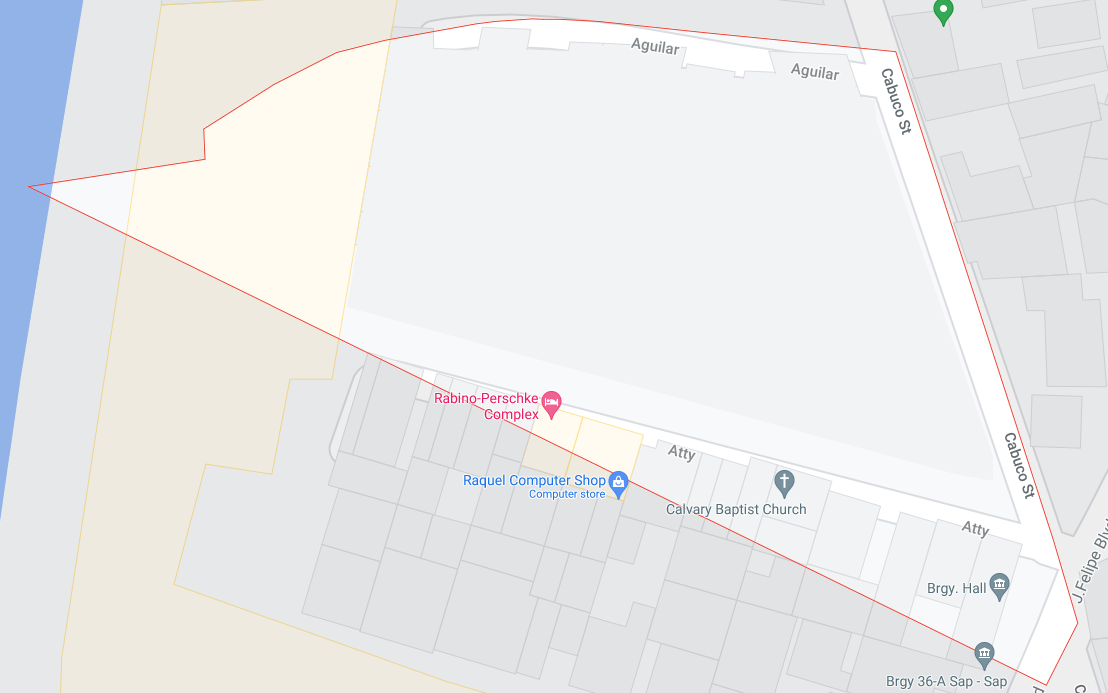 Aguilar
Aguilar
Cabuco St
Rabino-Perschke
Complex
Atty
Raquel Computer Shop
Computer store
Calvary Baptist Church
Cabuco St
Atty
J.Felipe Blv
Brgy. Hall
Brgy 36-A Sap - Sap